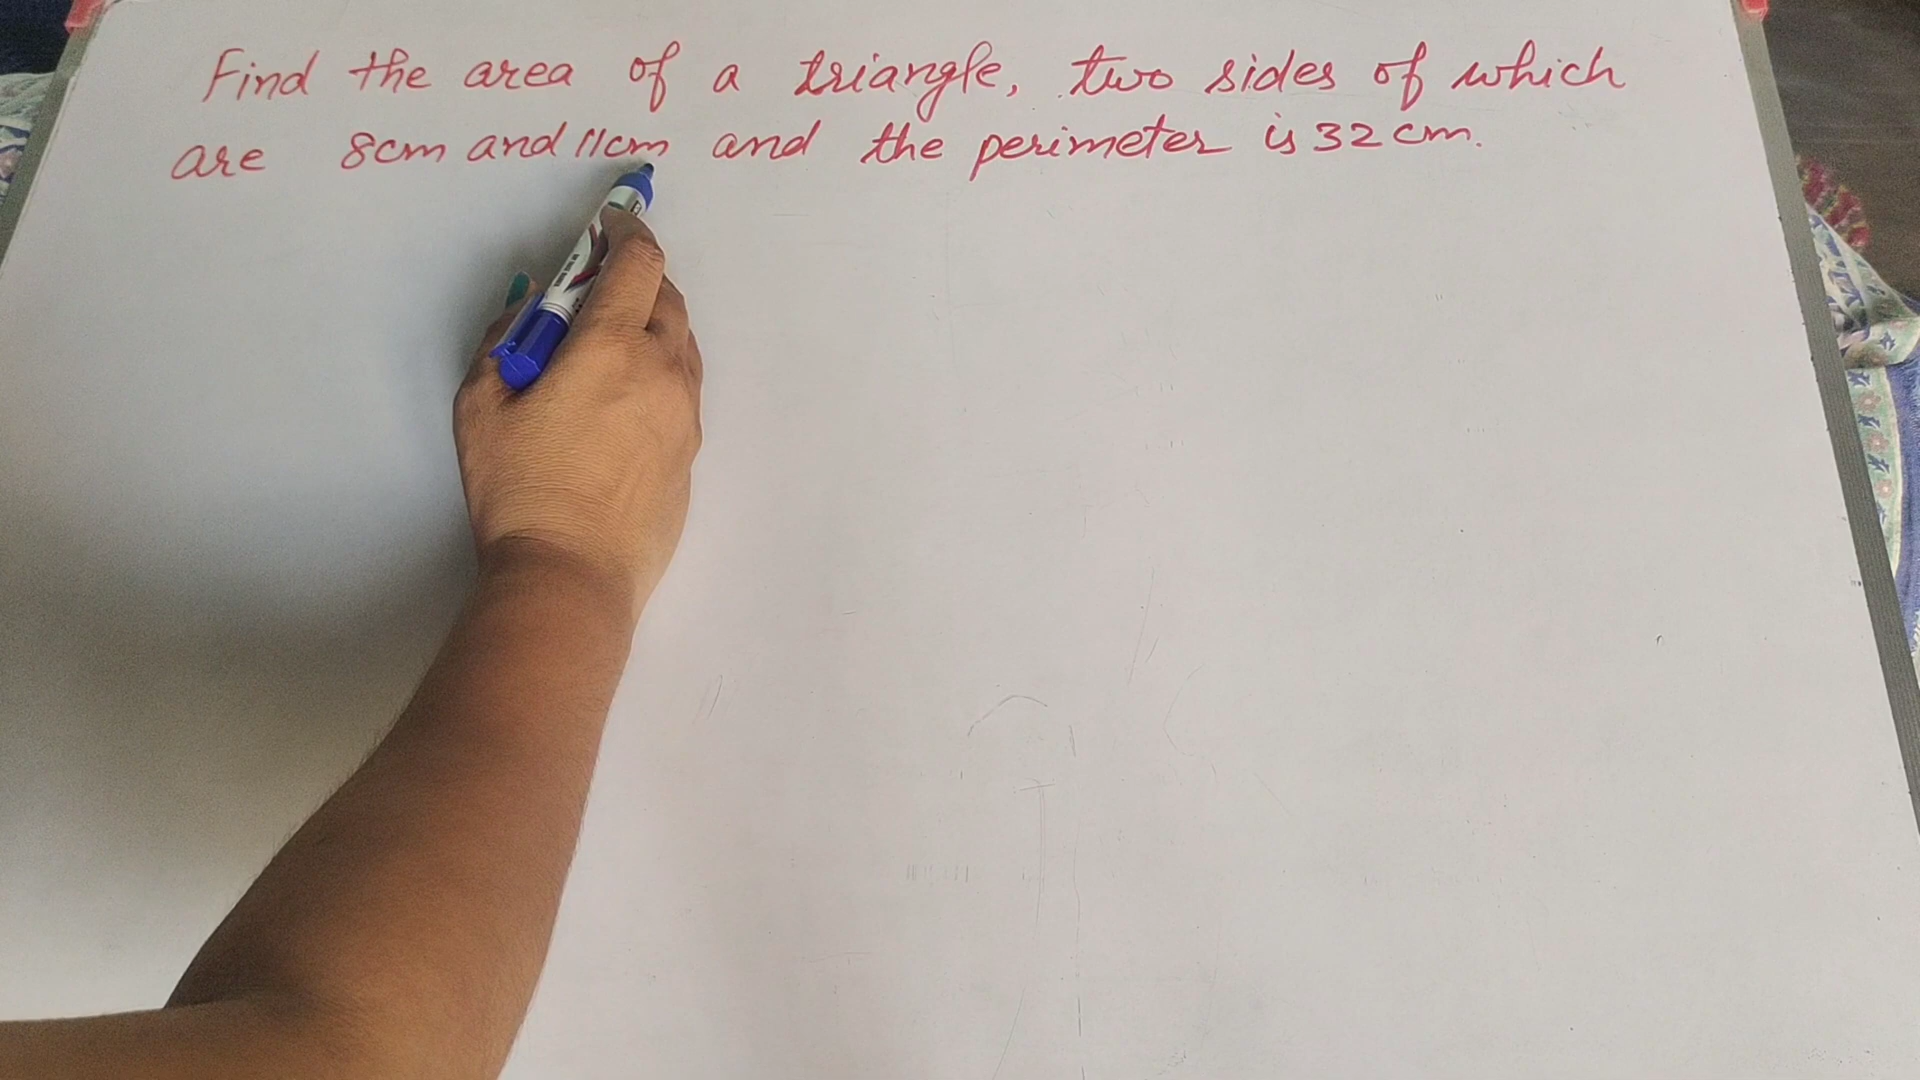 Find the area of a triangle, two sides of which
are 8cm and 11cm and the perimeter is 32 cm.